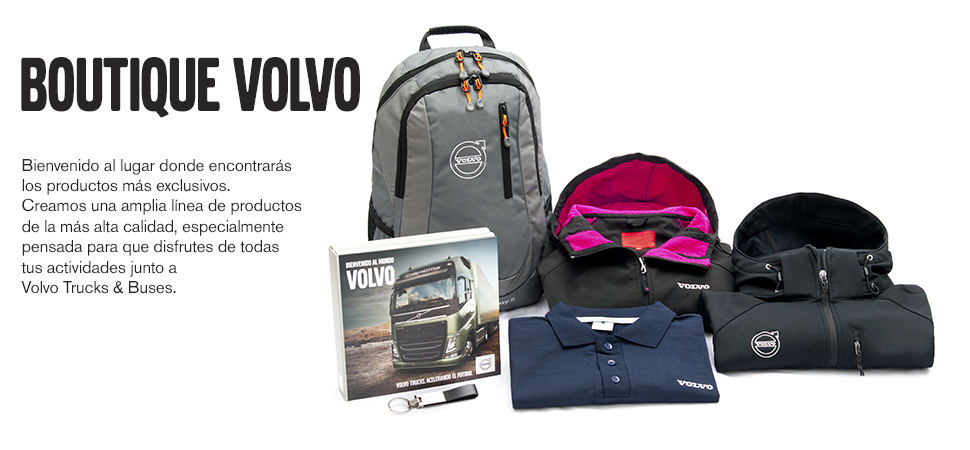 BOUTIQUE VOLVO
Bienvenido al lugar donde encontrarás
los productos más exclusivos.
Creamos una amplia línea de productos
de la más alta calidad, especialmente
pensada para que disfrutes de todas
tus actividades junto a
Volvo Trucks & Buses.
VOLVO
BIENVENIDO AL MUNDO
VOLVO
VOLVO TRUCKS. ACELERANDO EL FUTURO.
VOLVO
VOLVO
VOLVO